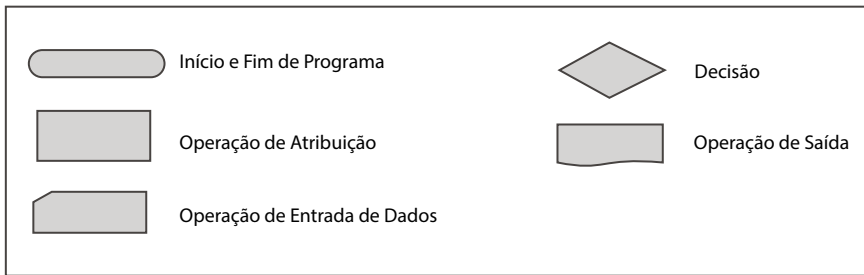 Início e Fim de Programa
Decisão
Operação de Atribuição
Operação de Saída
Operação de Entrada de Dados